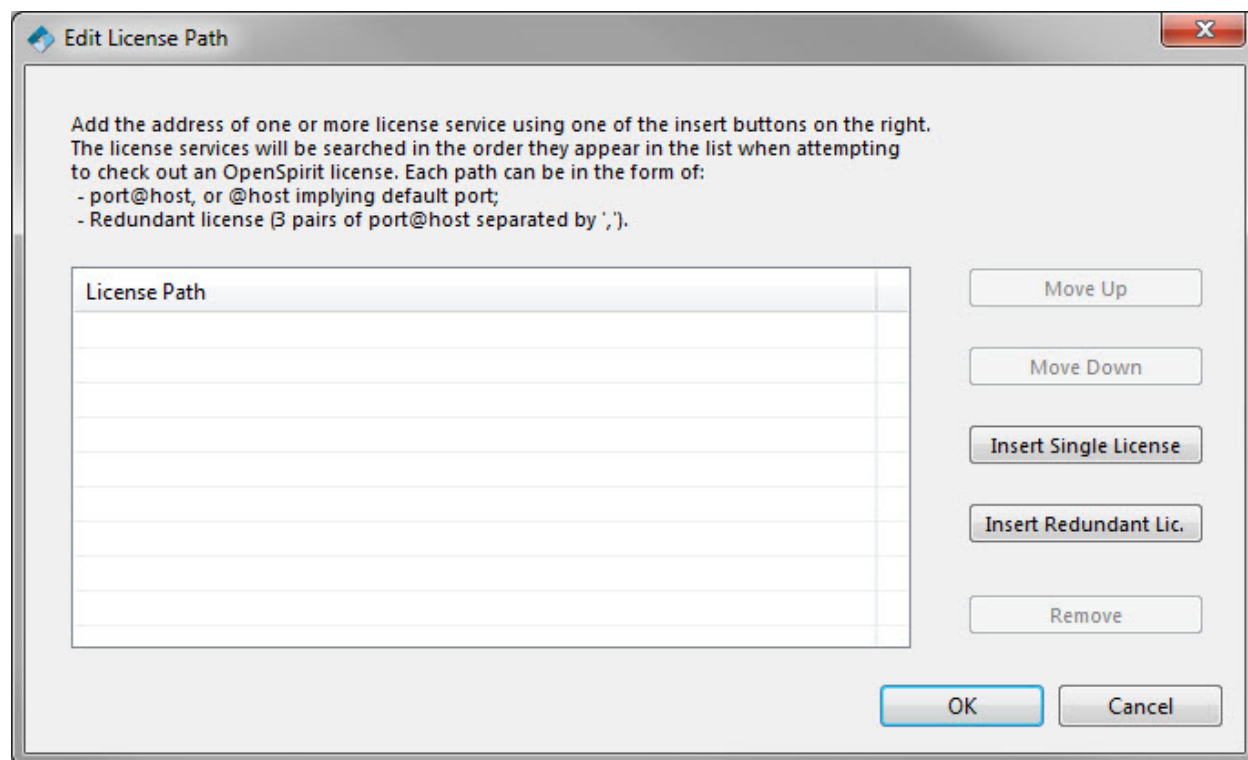 Edit License Path
Add the address of one or more license service using one of the insert buttons on the right.
The license services will be searched in the order they appear in the list when attempting
to check out an OpenSpirit license. Each path can be in the form of:
- port@host, or @host implying default port;
- Redundant license (3 pairs of port@host separated by ',').
License Path
Move Up
Move Down
Insert Single License
Insert Redundant Lic.
Remove
OK
Cancel